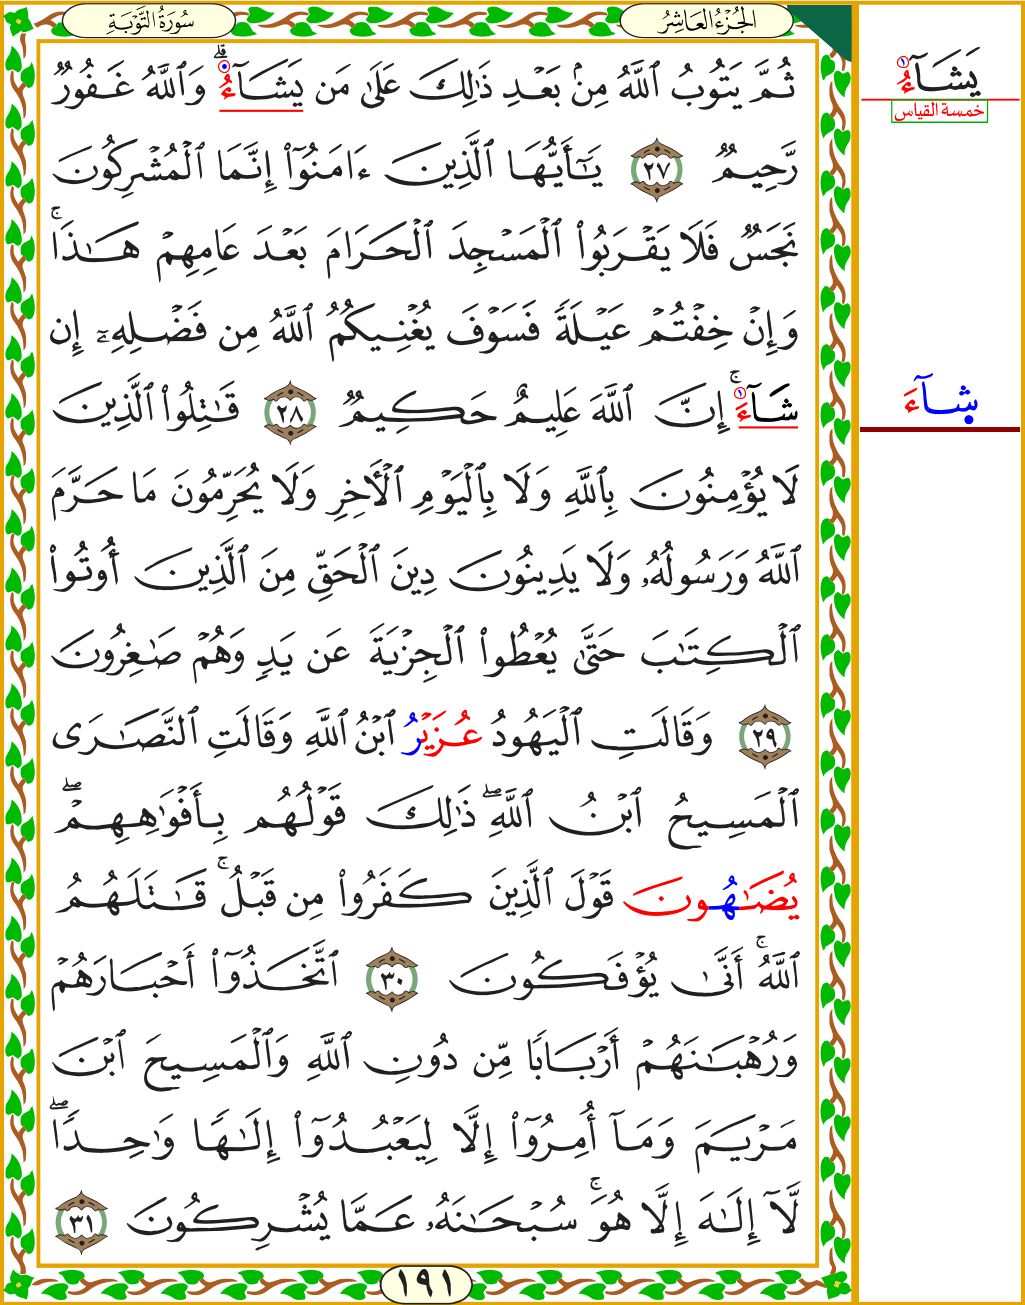 الجُزْءُ العَاشِرُ
سُورَةُ التَّوْبَةِ
ثُمَّ يَتُوبُ ٱللَّهُ مِنۢ بَعْدِ ذَٰلِكَ عَلَىٰ مَن يَشَآءُ ۗ وَٱللَّهُ غَفُورٌ
رَّحِيمٌ ٢٧ يَـٰٓأَيُّهَا ٱلَّذِينَ ءَامَنُوٓا۟ إِنَّمَا ٱلْمُشْرِكُونَ
نَجَسٌ فَلَا يَقْرَبُوا۟ ٱلْمَسْجِدَ ٱلْحَرَامَ بَعْدَ عَامِهِمْ هَـٰذَا ۚ
وَإِنْ خِفْتُمْ عَيْلَةً فَسَوْفَ يُغْنِيكُمُ ٱللَّهُ مِن فَضْلِهِۦٓ إِن
شَآءَ ۚ إِنَّ ٱللَّهَ عَلِيمٌ حَكِيمٌ ٢٨ قَـٰتِلُوا۟ ٱلَّذِينَ
لَا يُؤْمِنُونَ بِٱللَّهِ وَلَا بِٱلْيَوْمِ ٱلْـَٔاخِرِ وَلَا يُحَرِّمُونَ مَا حَرَّمَ
ٱللَّهُ وَرَسُولُهُۥ وَلَا يَدِينُونَ دِينَ ٱلْحَقِّ مِنَ ٱلَّذِينَ أُوتُوا۟
ٱلْكِتَـٰبَ حَتَّىٰ يُعْطُوا۟ ٱلْجِزْيَةَ عَن يَدٍ وَهُمْ صَـٰغِرُونَ
٢٩ وَقَالَتِ ٱلْيَهُودُ عُزَيْرُ ٱبْنُ ٱللَّهِ وَقَالَتِ ٱلنَّصَـٰرَى
ٱلْمَسِيحُ ٱبْنُ ٱللَّهِ ۖ ذَٰلِكَ قَوْلُهُم بِأَفْوَٰهِهِمْ ۖ
يُضَـٰهُونَ قَوْلَ ٱلَّذِينَ كَفَرُوا۟ مِن قَبْلُ ۚ قَـٰتَلَهُمُ
ٱللَّهُ ۚ أَنَّىٰ يُؤْفَكُونَ ٣٠ ٱتَّخَذُوٓا۟ أَحْبَارَهُمْ
وَرُهْبَـٰنَهُمْ أَرْبَابًا مِّن دُونِ ٱللَّهِ وَٱلْمَسِيحَ ٱبْنَ
مَرْيَمَ وَمَآ أُمِرُوٓا۟ إِلَّا لِيَعْبُدُوٓا۟ إِلَـٰهًا وَٰحِدًا ۖ
لَّآ إِلَـٰهَ إِلَّا هُوَ ۚ سُبْحَـٰنَهُۥ عَمَّا يُشْرِكُونَ ٣١
١٩١
يَشَآءُ ١
خمسة القياس
شآءَ